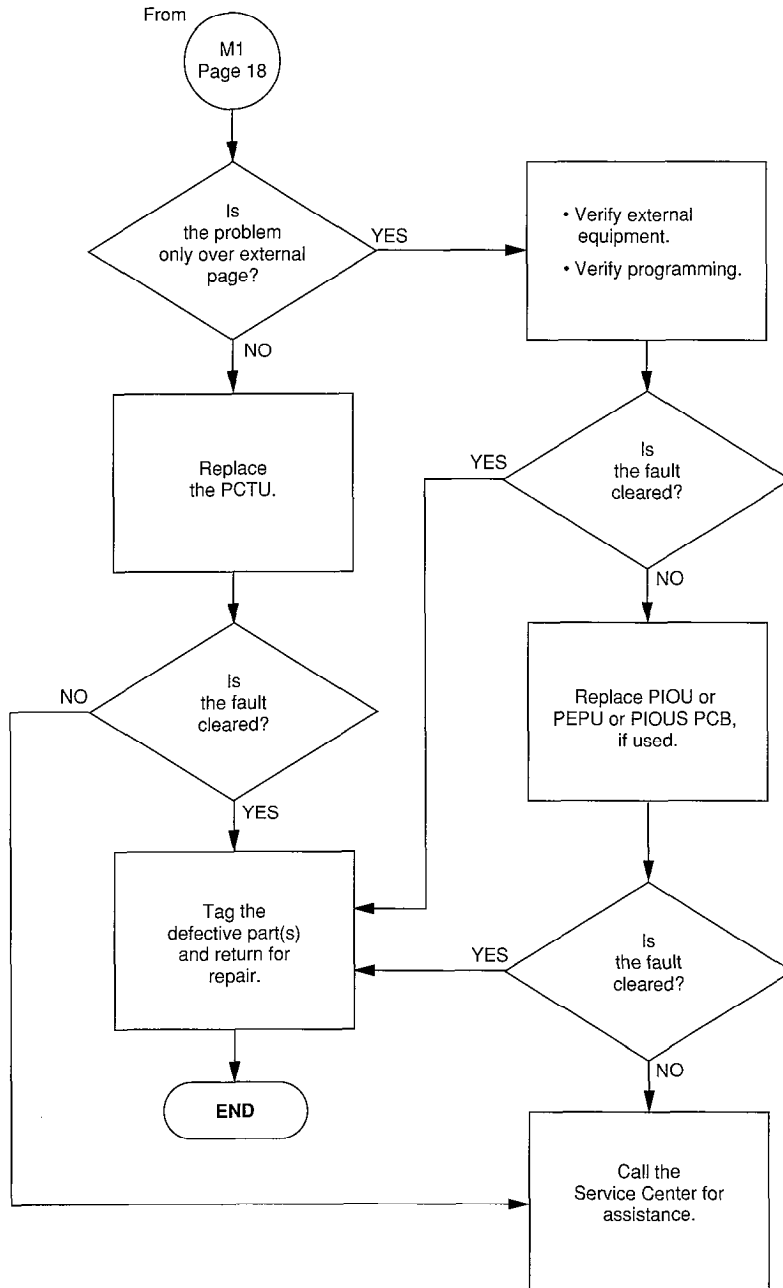 From
M1
Page 18
Is
the problem
only over external
page?
YES
• Verify external
equipment.
• Verify programming.
NO
Replace
the PCTU.
YES
Is
the fault
cleared?
NO
NO
Is
the fault
cleared?
YES
Replace PIOU or
PEPU or PIOUS PCB,
if used.
Tag the
defective part(s)
and return for
repair.
YES
Is
the fault
cleared?
NO
END
Call the
Service Center for
assistance.